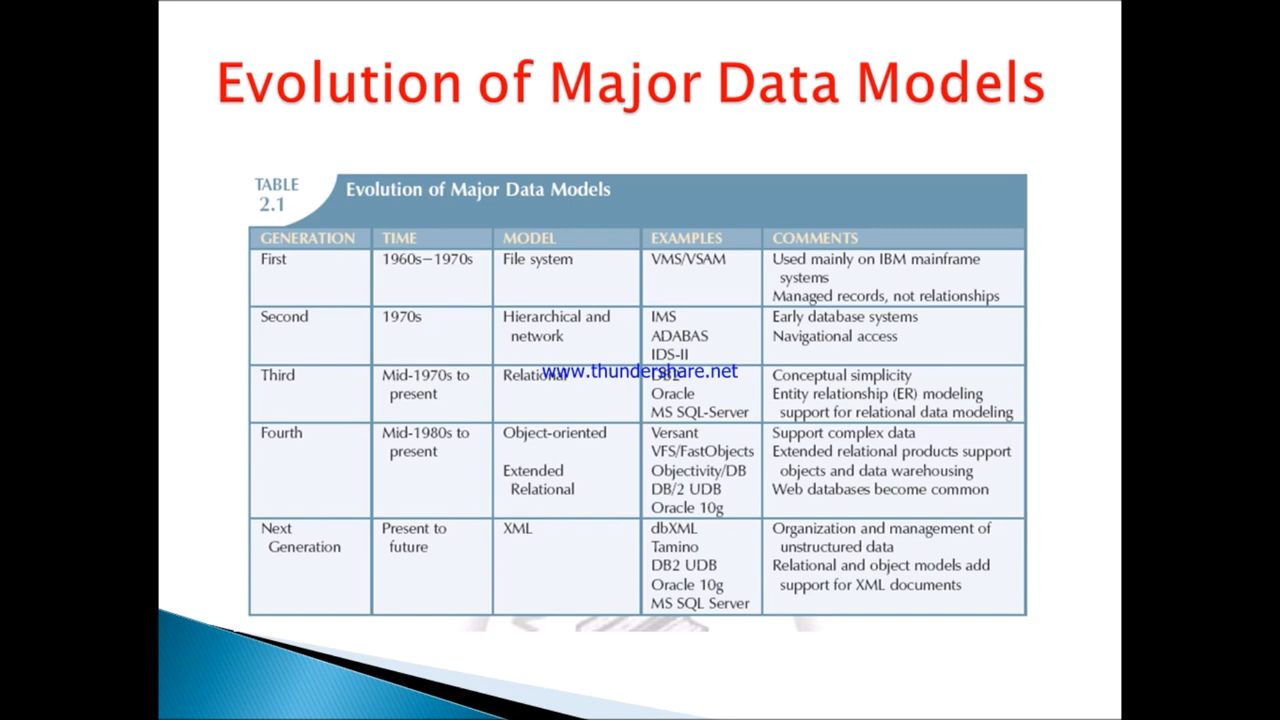 Evolution of Major Data Models
TABLE
2.1
Evolution of Major Data Models
GENERATION TIME MODEL EXAMPLES COMMENTS
First 1960s–1970s File system VMS/VSAM Used mainly on IBM mainframe
systems
Managed records, not relationships
Second 1970s Hierarchical and IMS Early database systems
network ADABAS Navigational access
IDS-II
www.thundershare.net
Third Mid-1970s to Relational DB2 Conceptual simplicity
present Oracle Entity relationship (ER) modeling
MS SQL-Server support for relational data modeling
Fourth Mid-1980s to Object-oriented Versant Support complex data
present VFS/FastObjects Extended relational products support
Extended Objectivity/DB objects and data warehousing
Relational DB/2 UDB Web databases become common
Oracle 10g
Next Present to XML dbXML Organization and management of
Generation future Tamino unstructured data
DB2 UDB Relational and object models add
Oracle 10g support for XML documents
MS SQL Server